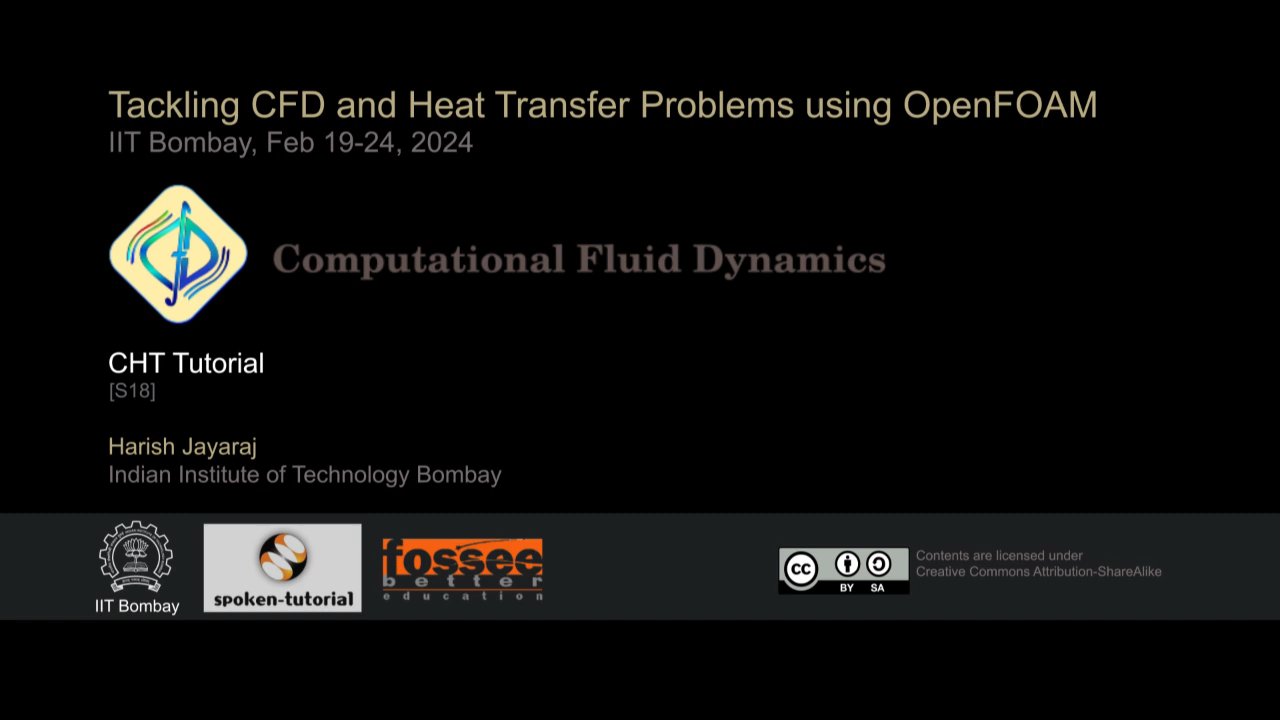 Tackling CFD and Heat Transfer Problems using OpenFOAM
IIT Bombay, Feb 19-24, 2024
Computational Fluid Dynamics
CHT Tutorial
[S18]
Harish Jayaraj
Indian Institute of Technology Bombay
IIT Bombay
spoken-tutorial
fossee
better
education
cc
BY SA
Contents are licensed under
Creative Commons Attribution-ShareAlike